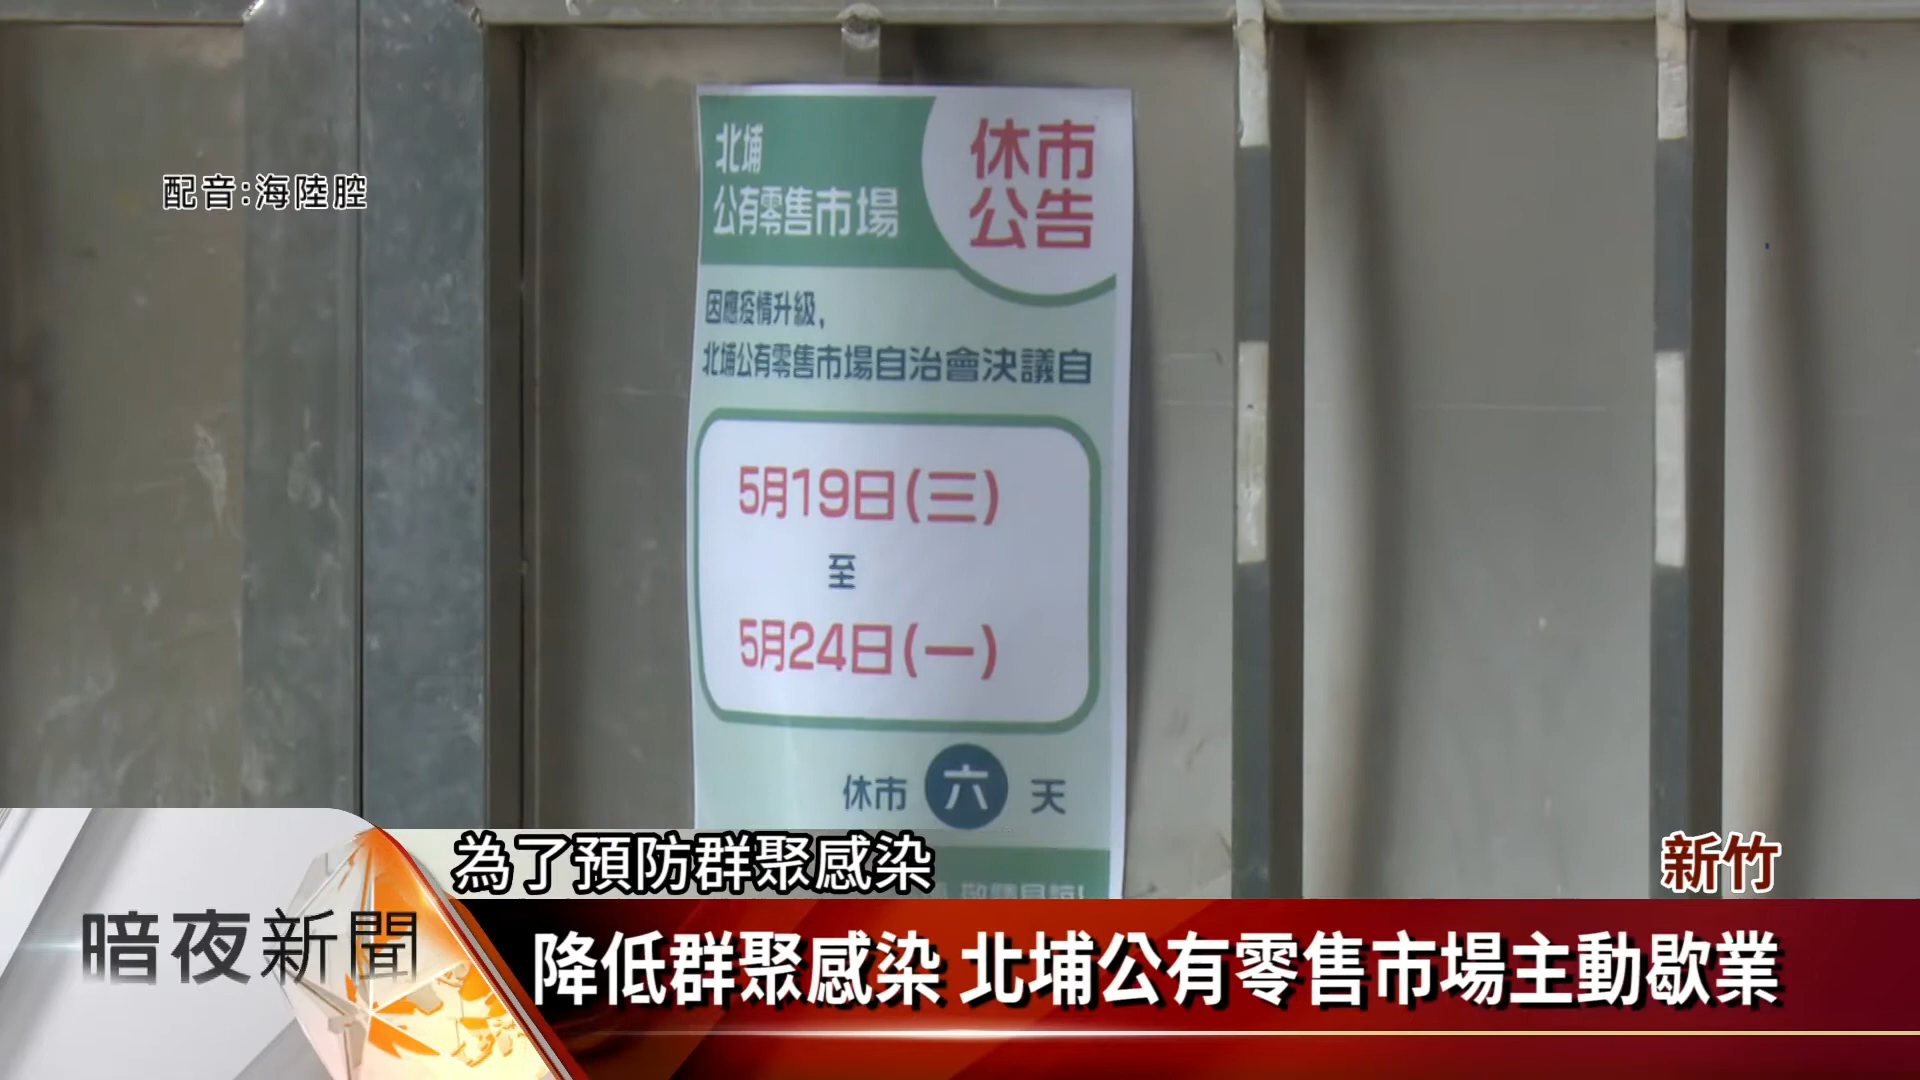 配音:海陸腔
北埔
公有零售市場
休市
公告
因應疫情升級,
北埔公有零售市場自治會決議自
5月19日(三)
至
5月24日(一)
休市 六 天
為了預防群聚感染
新竹
暗夜新聞
降低群聚感染 北埔公有零售市場主動歇業